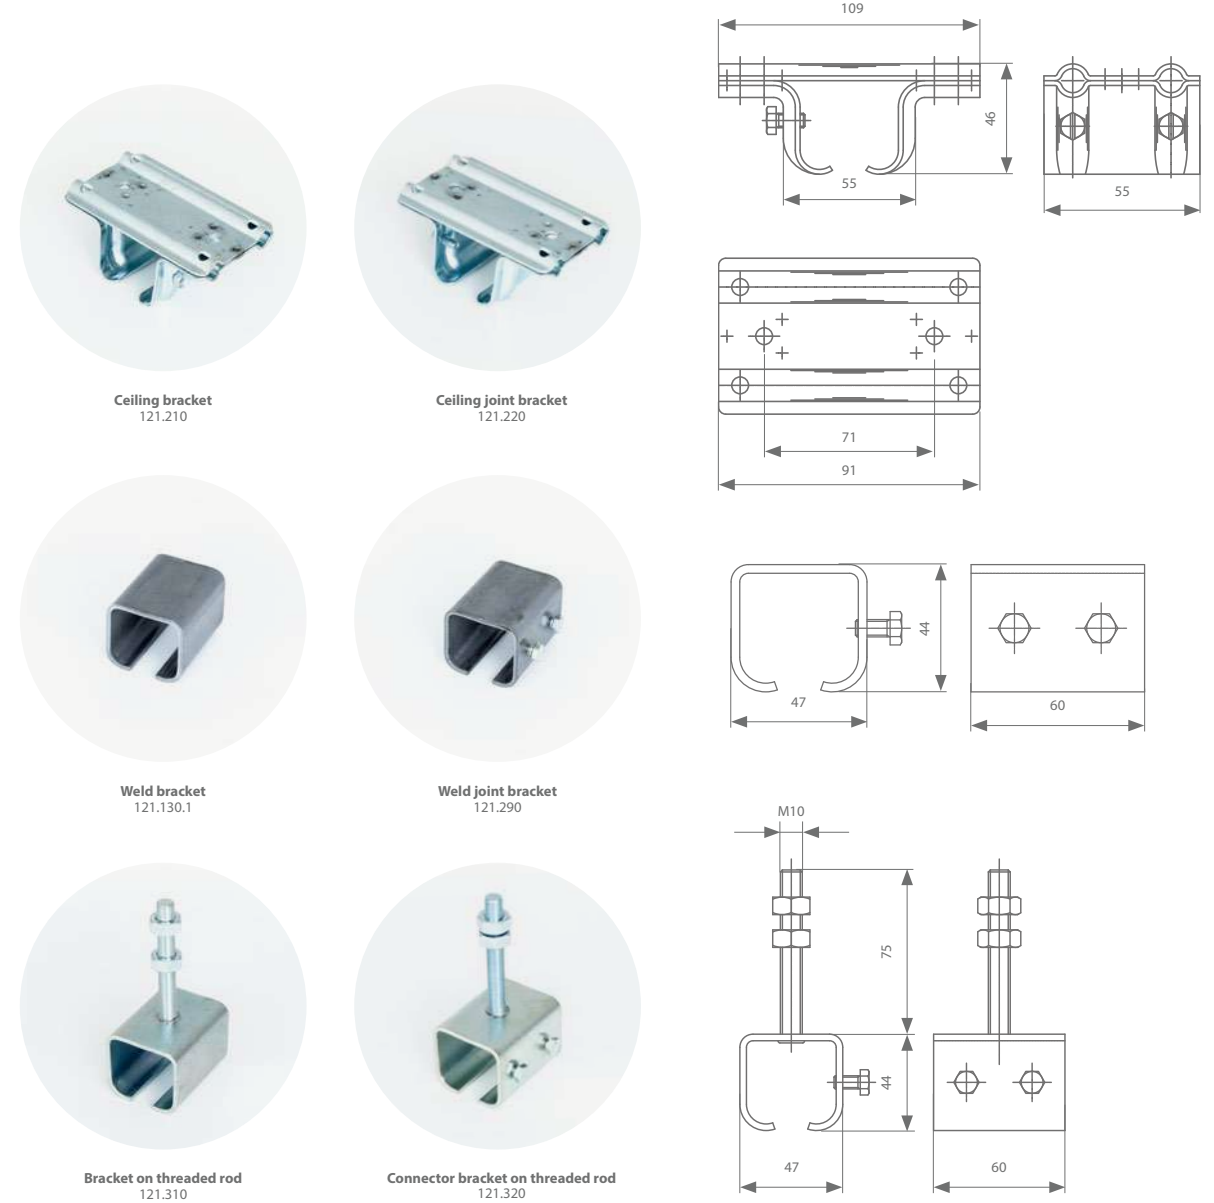 109
46
55
55
Ceiling bracket
121.210
Ceiling joint bracket
121.220
71
91
44
47
60
Weld bracket
121.130.1
Weld joint bracket
121.290
M10
75
44
47
60
Bracket on threaded rod
121.310
Connector bracket on threaded rod
121.320